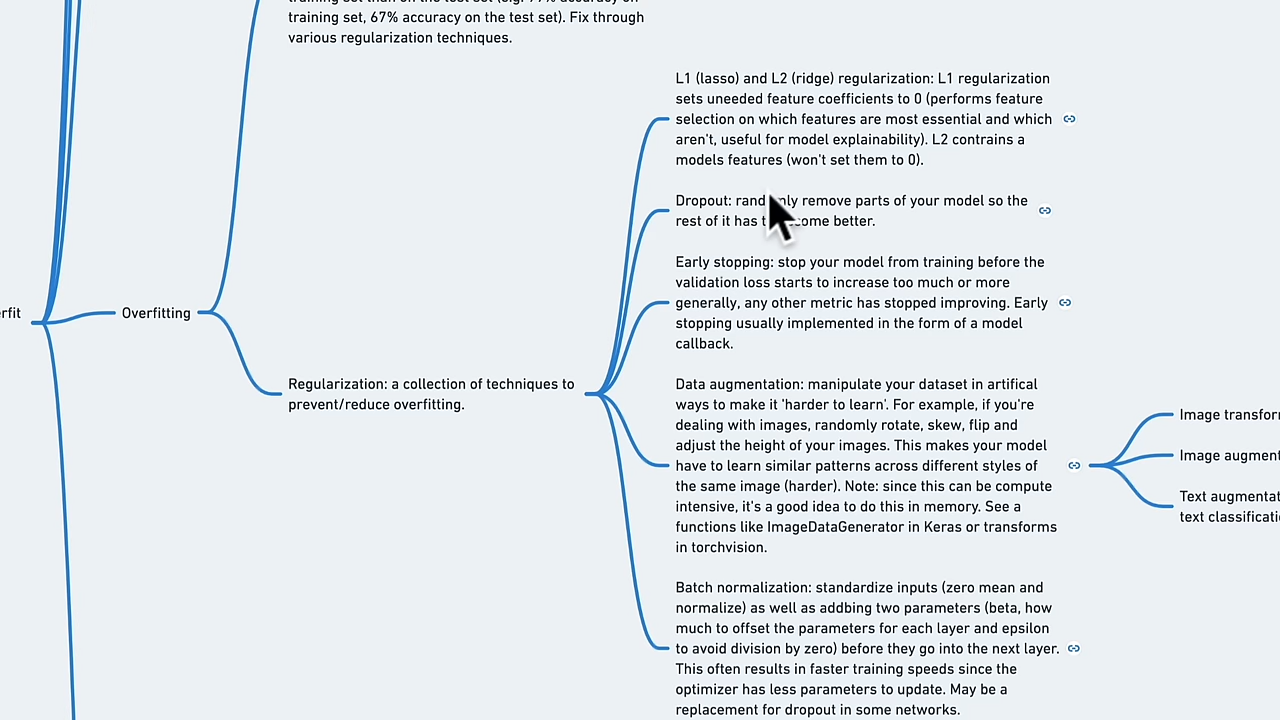 training set, 67% accuracy on the test set). Fix through
various regularization techniques.
L1 (lasso) and L2 (ridge) regularization: L1 regularization
sets uneeded feature coefficients to 0 (performs feature
selection on which features are most essential and which
aren't, useful for model explainability). L2 contrains a
models features (won't set them to 0).
Dropout: remove parts of your model so the
rest of it has better.
Early stopping: stop your model from training before the
validation loss starts to increase too much or more
generally, any other metric has stopped improving. Early
stopping usually implemented in the form of a model
callback.
erfit
Overfitting
Regularization: a collection of techniques to
prevent/reduce overfitting.
Data augmentation: manipulate your dataset in artifical
ways to make it 'harder to learn'. For example, if you're
dealing with images, randomly rotate, skew, flip and
adjust the height of your images. This makes your model
have to learn similar patterns across different styles of
the same image (harder). Note: since this can be compute
intensive, it's a good idea to do this in memory. See a
functions like ImageDataGenerator in Keras or transforms
in torchvision.
Image transfor
Image augment
Text augmentat
text classificati
Batch normalization: standardize inputs (zero mean and
normalize) as well as addbing two parameters (beta, how
much to offset the parameters for each layer and epsilon
to avoid division by zero) before they go into the next layer.
This often results in faster training speeds since the
optimizer has less parameters to update. May be a
replacement for dropout in some networks.